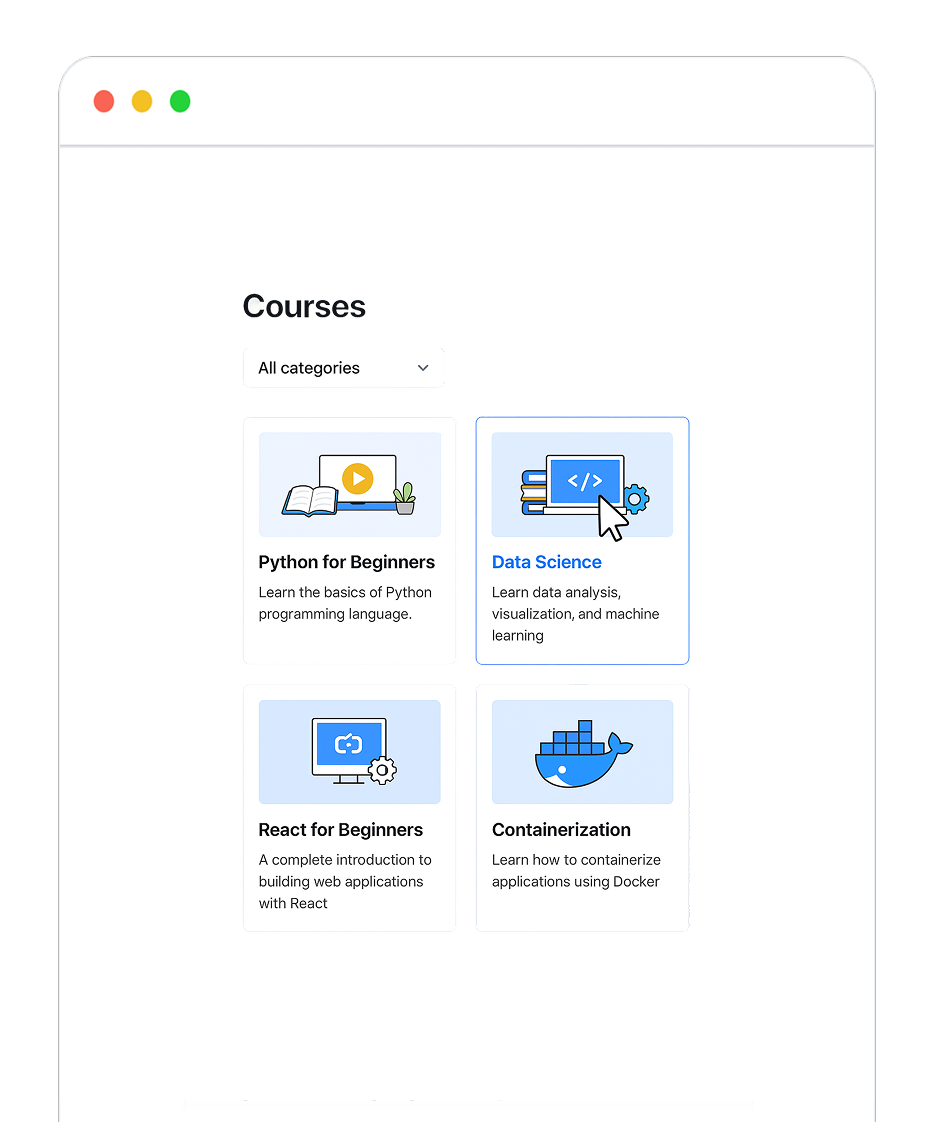 Courses
All categories
Python for Beginners
Learn the basics of Python
programming language.
Data Science
Learn data analysis,
visualization, and machine
learning
React for Beginners
A complete introduction to
building web applications
with React
Containerization
Learn how to containerize
applications using Docker